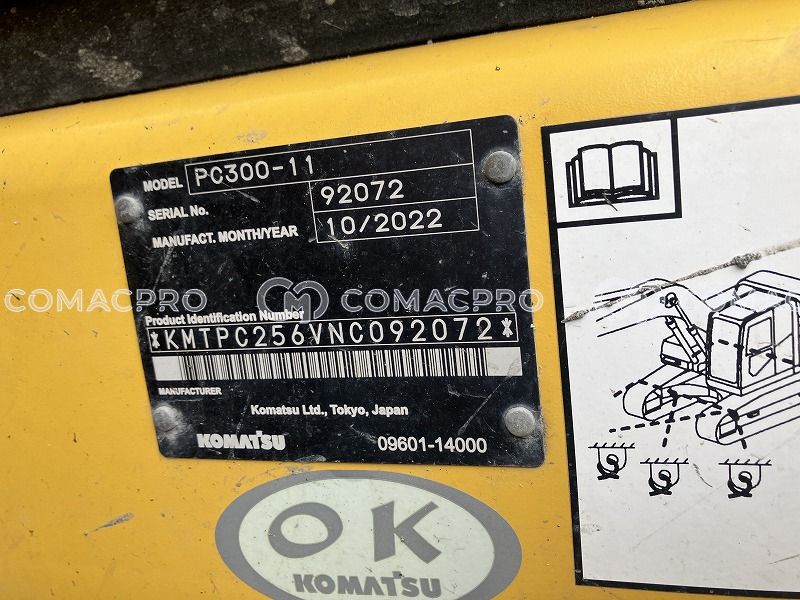 MODEL PC300-11
SERIAL No. 92072
MANUFACT. MONTH/YEAR 10/2022
COMACPRO COMACPRO COMACPRO
Product Identification Number
*KMTPC256VNC092072*
MANUFACTURER
Komatsu Ltd., Tokyo, Japan
KOMATSU 09601-14000
OK
KOMATSU